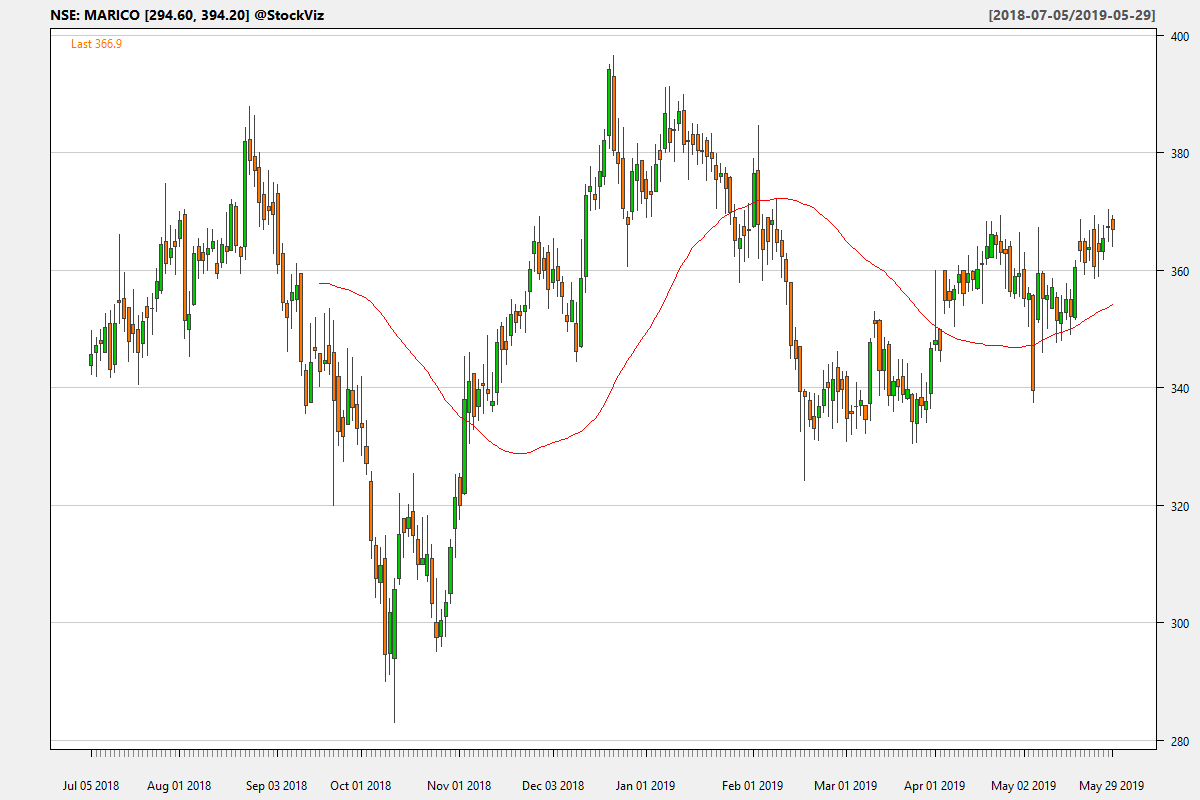 NSE: MARICO [294.60, 394.20] @StockViz [2018-07-05/2019-05-29]
Last 366.9
400
380
360
340
320
300
280
Jul 05 2018 Aug 01 2018 Sep 03 2018 Oct 01 2018 Nov 01 2018 Dec 03 2018 Jan 01 2019 Feb 01 2019 Mar 01 2019 Apr 01 2019 May 02 2019 May 29 2019